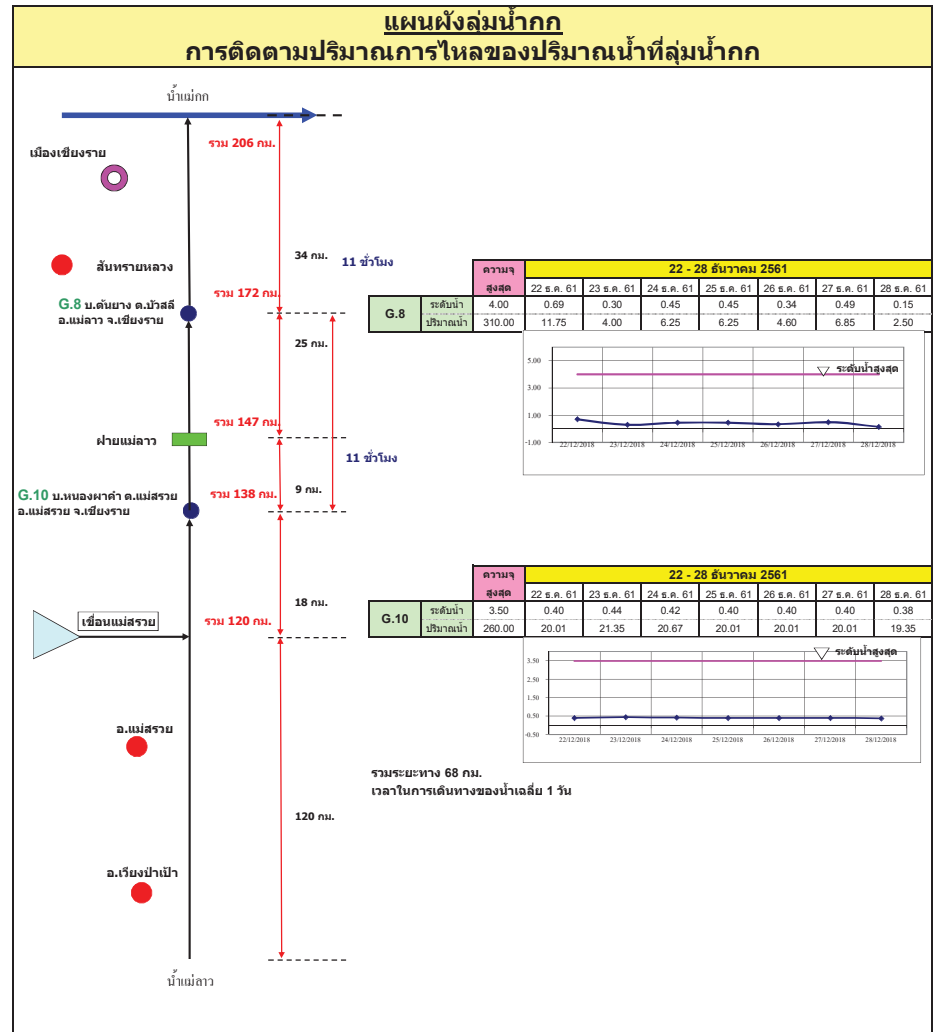 แผนผังลุ่มน้ำกก
การติดตามปริมาณการไหลของปริมาณน้ำที่ลุ่มน้ำกก
น้ำแม่กก
รวม 206 กม.
เมืองเชียงราย
34 กม.
11 ชั่วโมง
สันทรายหลวง
รวม 172 กม.
G.8 บ.ต้นยาง ต.บัวสลี
อ.แม่ลาว จ.เชียงราย
ความจุ 22 - 28 ธันวาคม 2561
สูงสุด 22 ธ.ค. 61 23 ธ.ค. 61 24 ธ.ค. 61 25 ธ.ค. 61 26 ธ.ค. 61 27 ธ.ค. 61 28 ธ.ค. 61
G.8
ระดับน้ำ 4.00 0.69 0.30 0.45 0.45 0.34 0.49 0.15
ปริมาณน้ำ 310.00 11.75 4.00 6.25 6.25 4.60 6.85 2.50
25 กม.
5.00
ระดับน้ำสูงสุด
3.00
1.00
-1.00
22/12/2018 23/12/2018 24/12/2018 25/12/2018 26/12/2018 27/12/2018 28/12/2018
รวม 147 กม.
ฝายแม่ลาว
11 ชั่วโมง
9 กม.
รวม 138 กม.
G.10 บ.หนองผาคำ ต.แม่สรวย
อ.แม่สรวย จ.เชียงราย
ความจุ 22 - 28 ธันวาคม 2561
สูงสุด 22 ธ.ค. 61 23 ธ.ค. 61 24 ธ.ค. 61 25 ธ.ค. 61 26 ธ.ค. 61 27 ธ.ค. 61 28 ธ.ค. 61
G.10
ระดับน้ำ 3.50 0.40 0.44 0.42 0.40 0.40 0.40 0.38
ปริมาณน้ำ 260.00 20.01 21.35 20.67 20.01 20.01 20.01 19.35
18 กม.
เขื่อนแม่สรวย
รวม 120 กม.
ระดับน้ำสูงสุด
3.50
2.50
1.50
0.50
-0.50
22/12/2018 23/12/2018 24/12/2018 25/12/2018 26/12/2018 27/12/2018 28/12/2018
อ.แม่สรวย
รวมระยะทาง 68 กม.
เวลาในการเดินทางของน้ำเฉลี่ย 1 วัน
120 กม.
อ.เวียงป่าเป้า
น้ำแม่ลาว